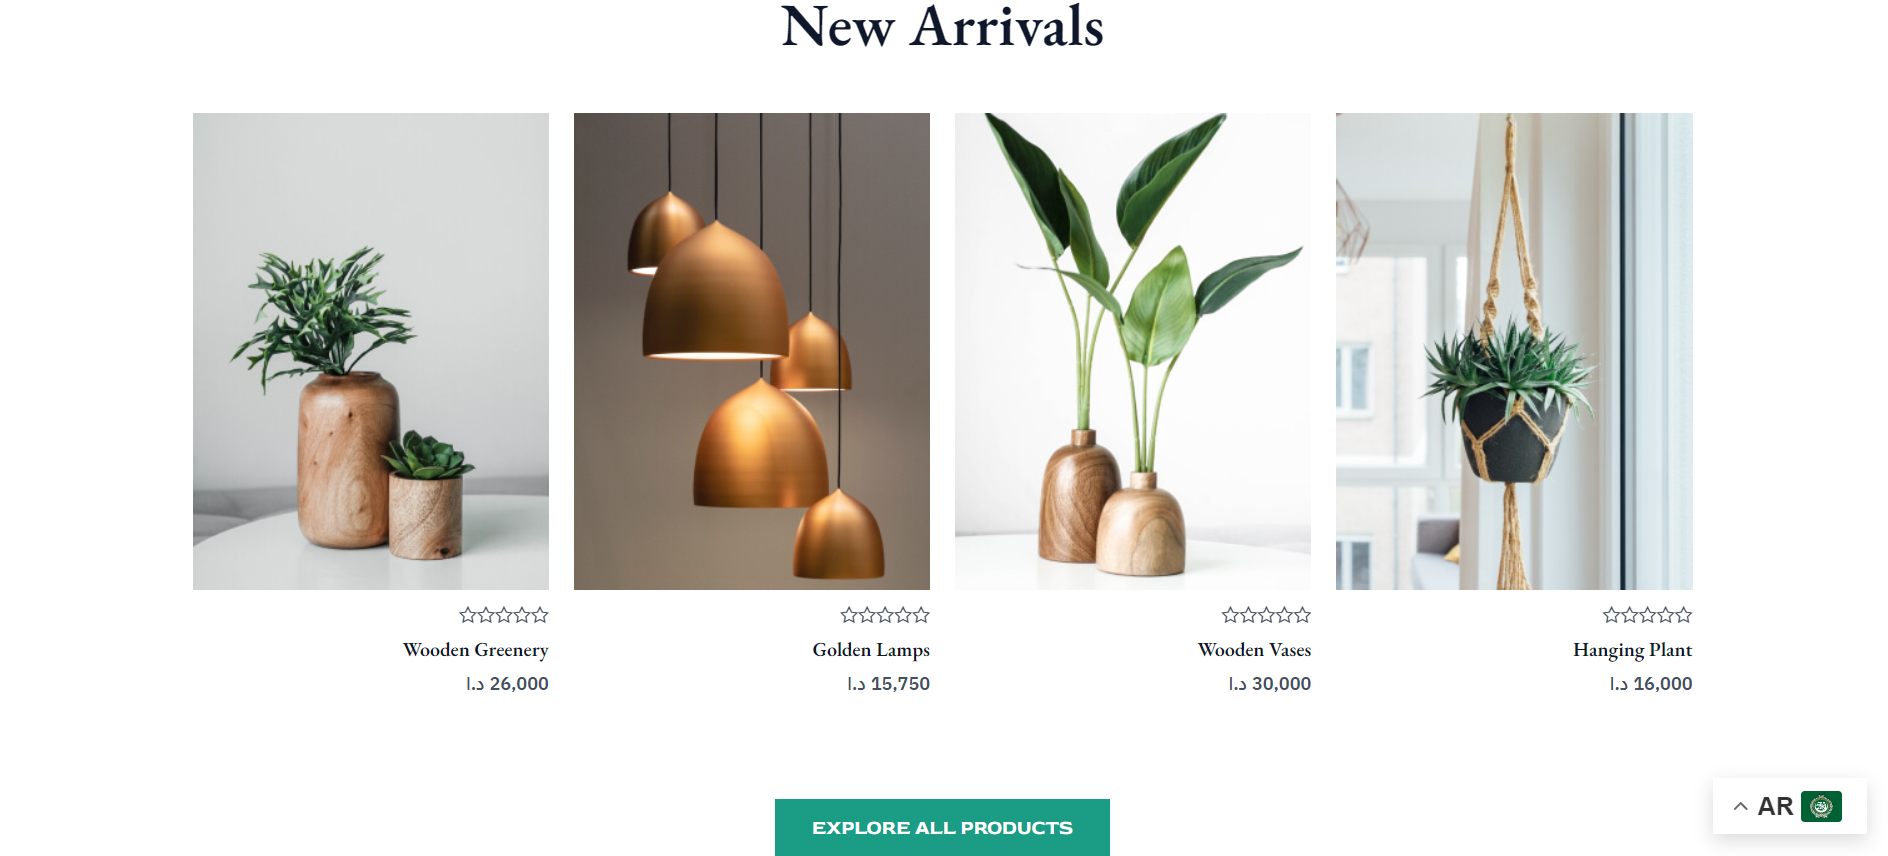 New Arrivals
Wooden Greenery
26,000 د.ا
Golden Lamps
15,750 د.ا
Wooden Vases
30,000 د.ا
Hanging Plant
16,000 د.ا
EXPLORE ALL PRODUCTS
AR